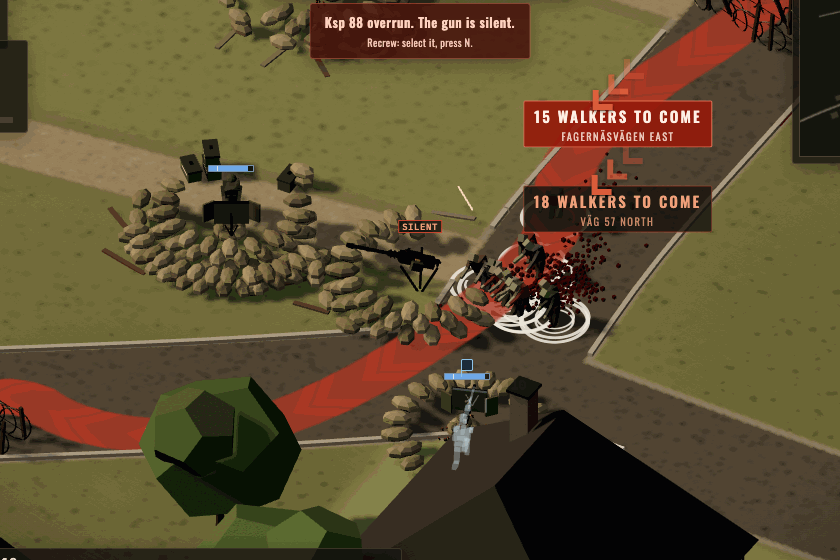 Ksp 88 overrun. The gun is silent.
Recrew: select it, press N.
15 WALKERS TO COME
FAGERNÄSVÄGEN EAST
18 WALKERS TO COME
VÄG 57 NORTH
SILENT